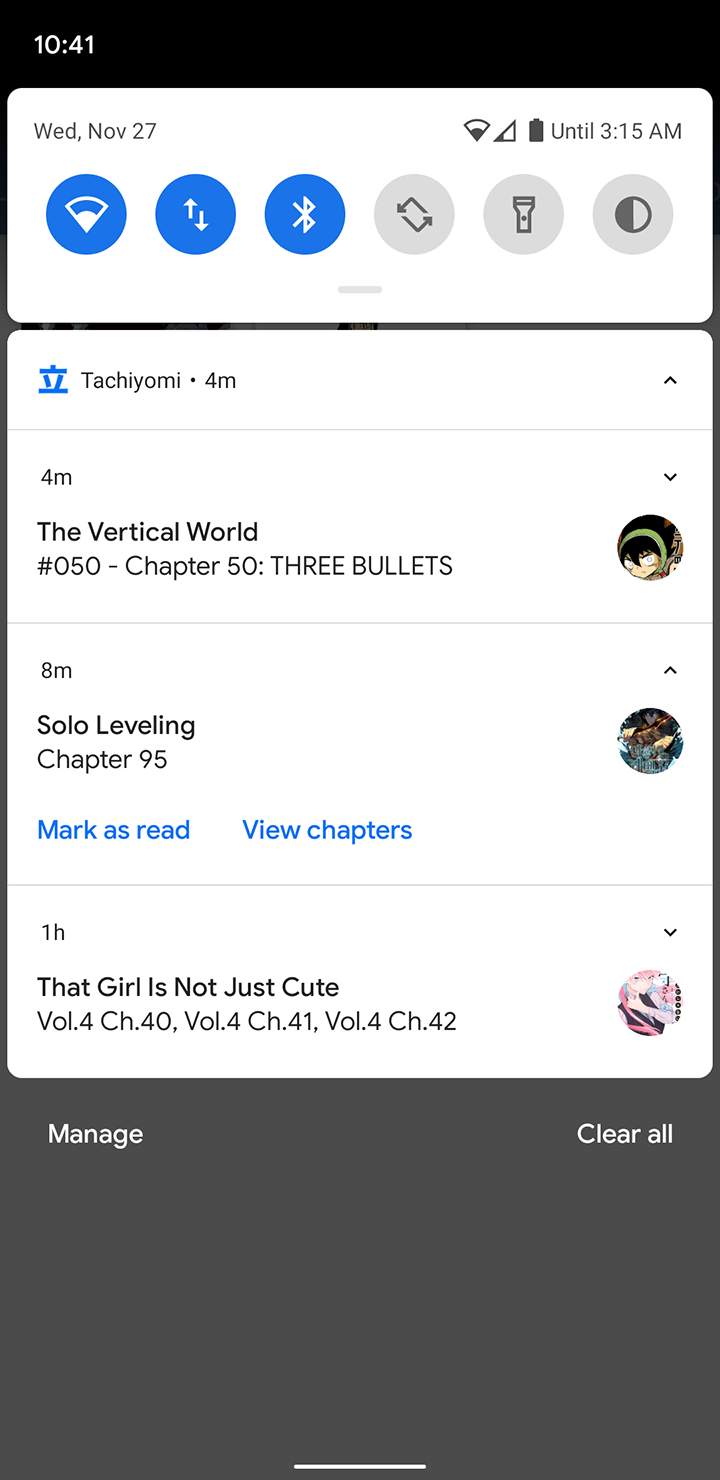 10:41
Wed, Nov 27
Until 3:15 AM
立 Tachiyomi • 4m
4m
The Vertical World
#050 - Chapter 50: THREE BULLETS
8m
Solo Leveling
Chapter 95
Mark as read View chapters
1h
That Girl Is Not Just Cute
Vol.4 Ch.40, Vol.4 Ch.41, Vol.4 Ch.42
Manage
Clear all